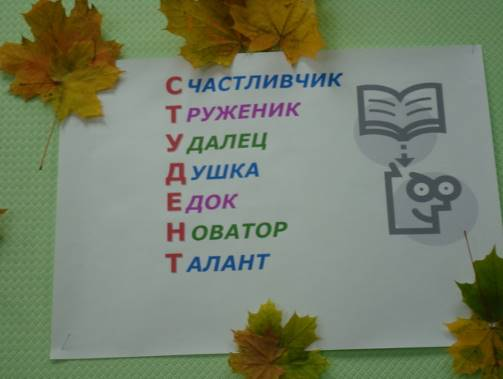 СЧАСТЛИВЧИК
ТРУЖЕНИК
УДАЛЕЦ
ДУШКА
ЕДОК
НОВАТОР
ТАЛАНТ